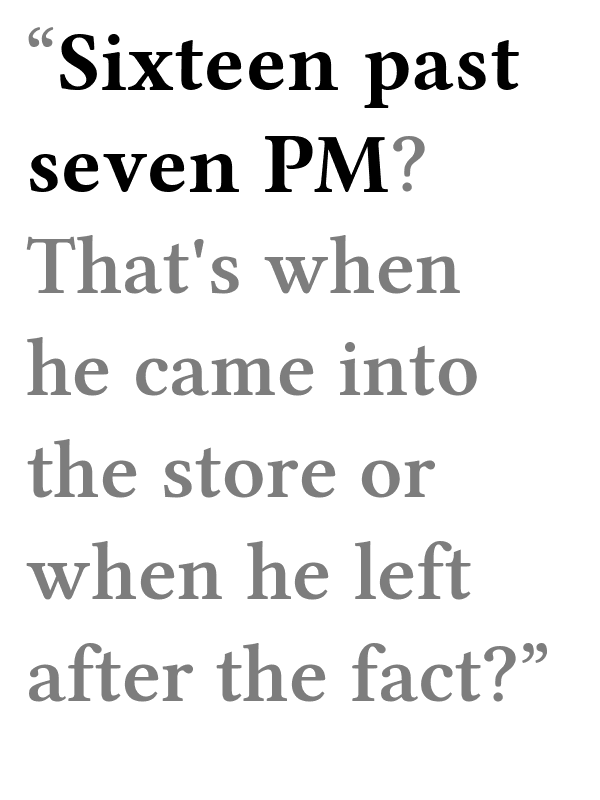 “Sixteen past
seven PM?
That's when
he came into
the store or
when he left
after the fact?”